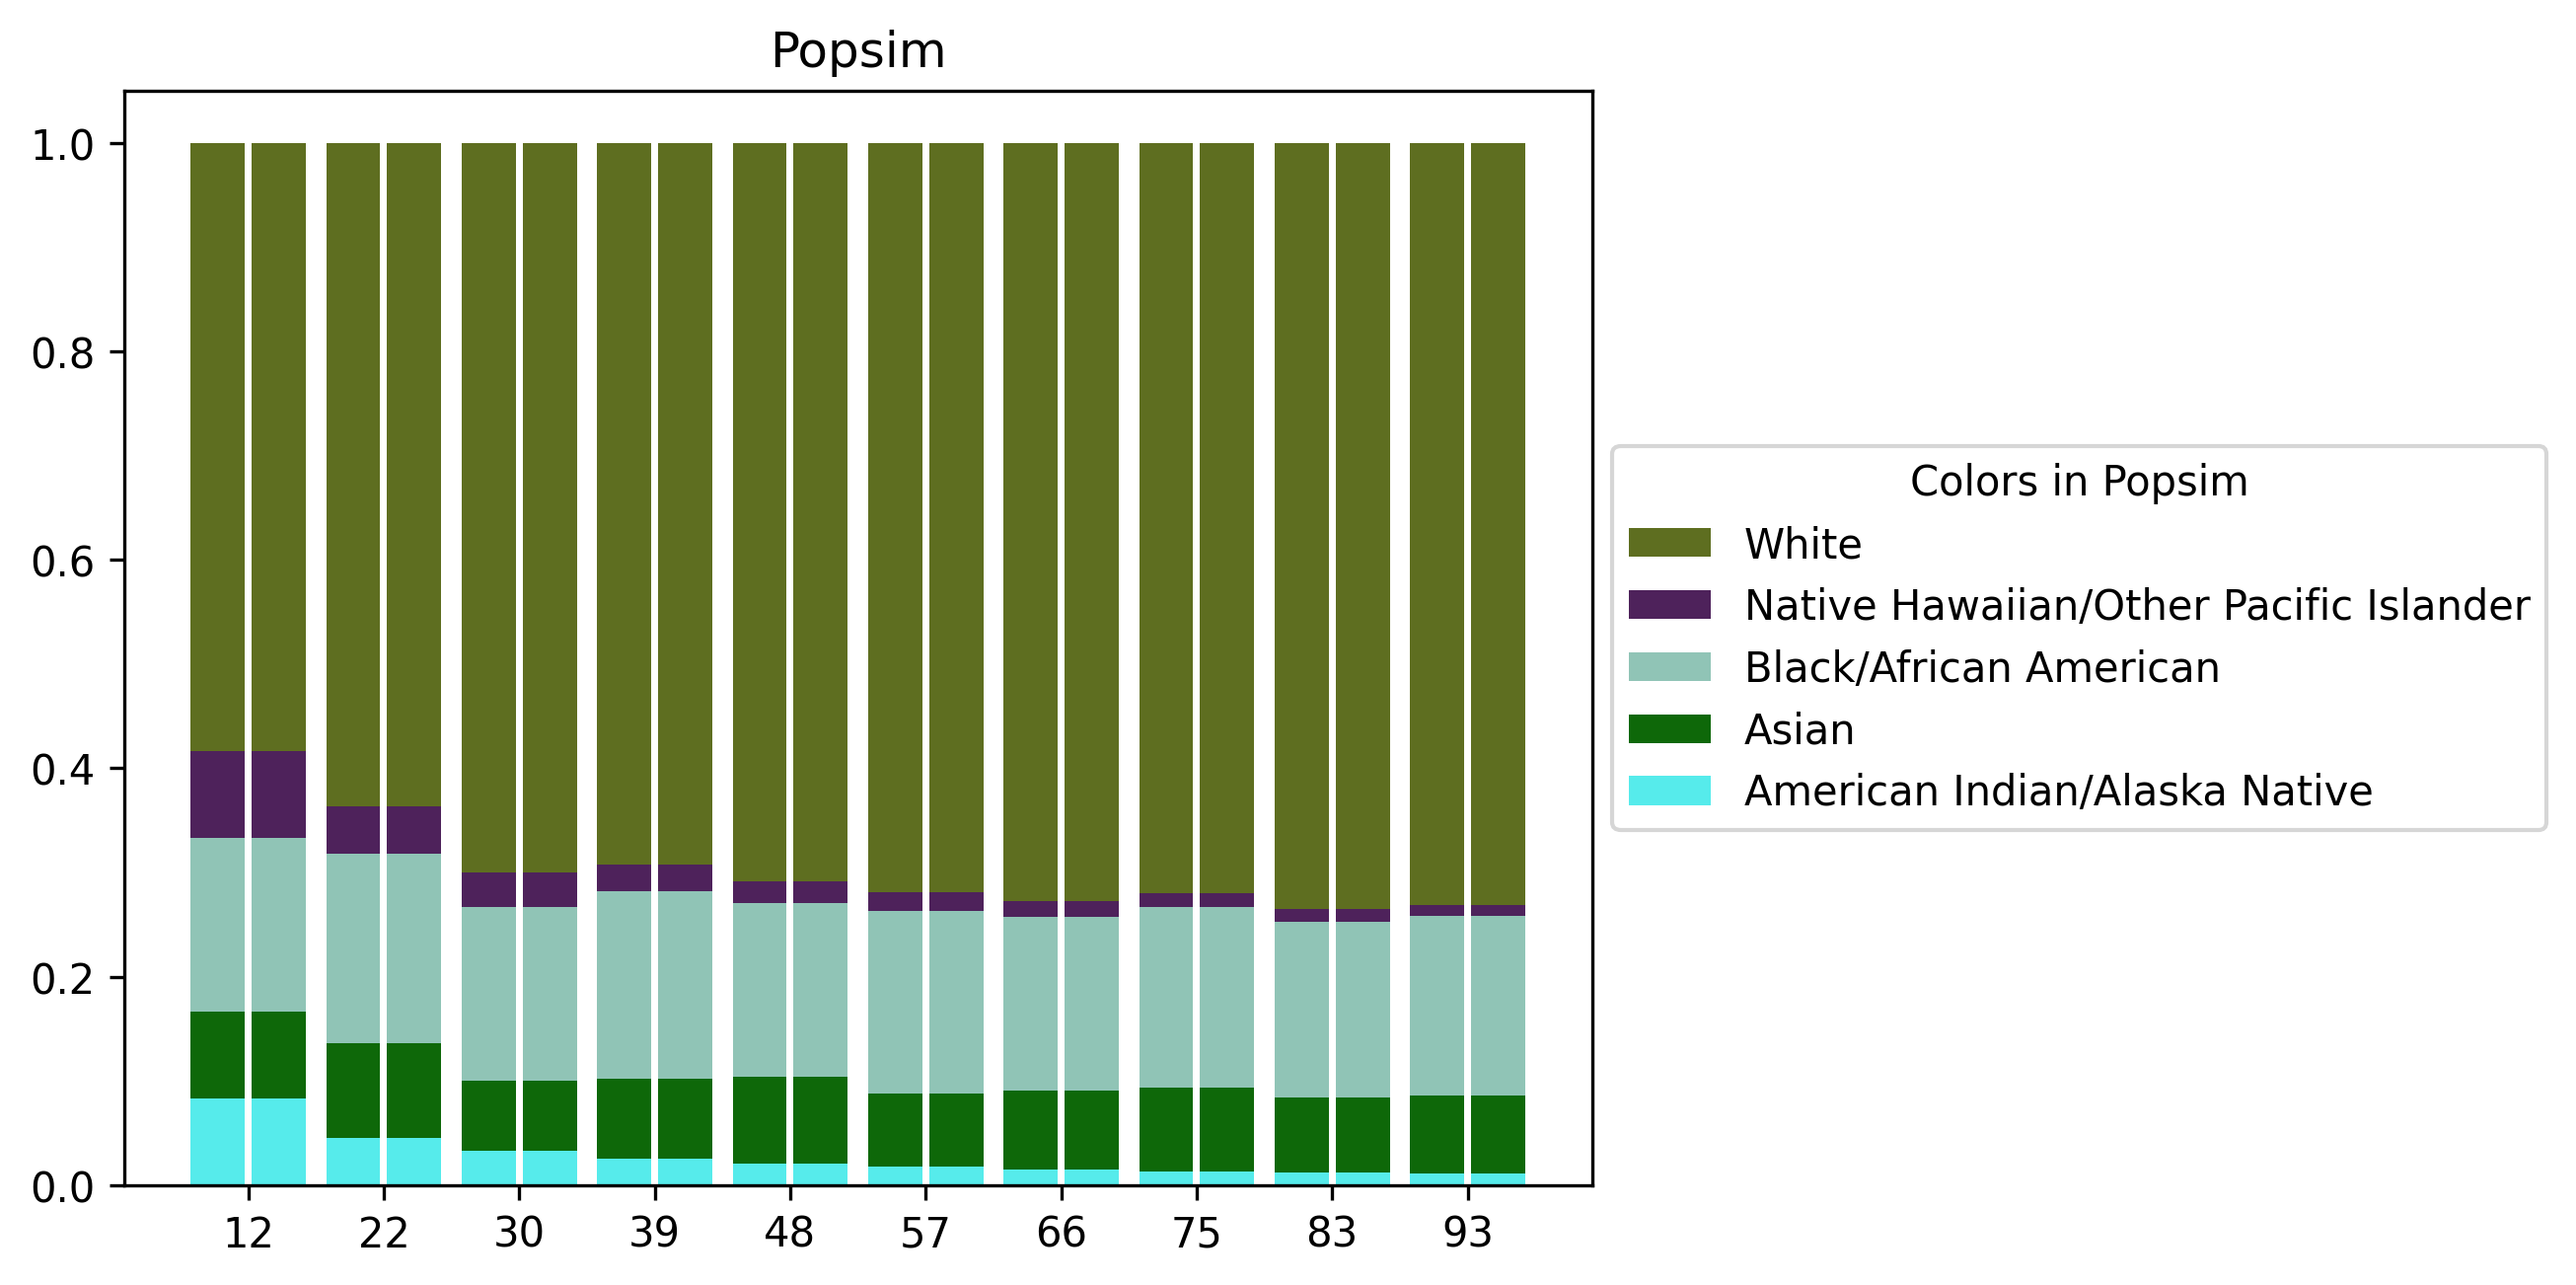 Popsim
1.0
0.8
0.6
0.4
0.2
0.0
12 22 30 39 48 57 66 75 83 93
Colors in Popsim
White
Native Hawaiian/Other Pacific Islander
Black/African American
Asian
American Indian/Alaska Native